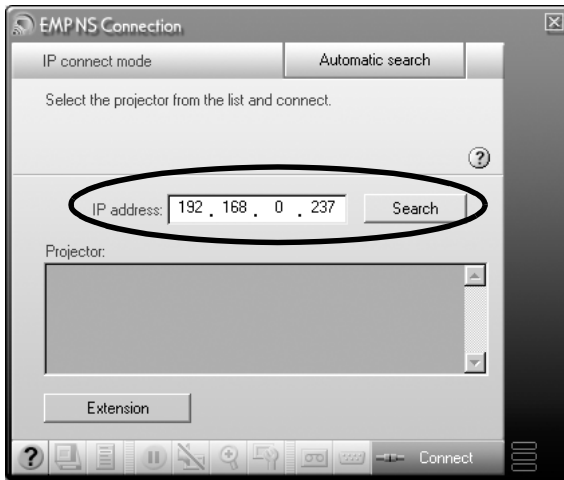 EMP NS Connection
IP connect mode Automatic search
Select the projector from the list and connect.
?
IP address: 192 . 168 . 0 . 237 Search
Projector:
Extension
? Connect